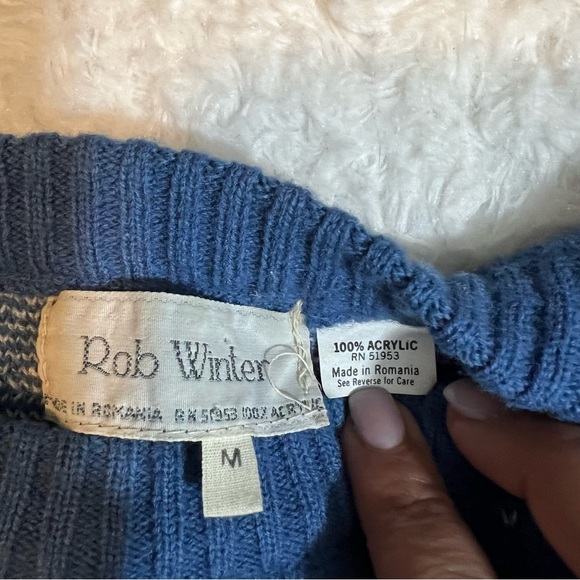 Rob Winter
IN ROMANIA RN 51953 100% ACRYLIC
M
100% ACRYLIC
RN 51953
Made in Romania
See Reverse for Care